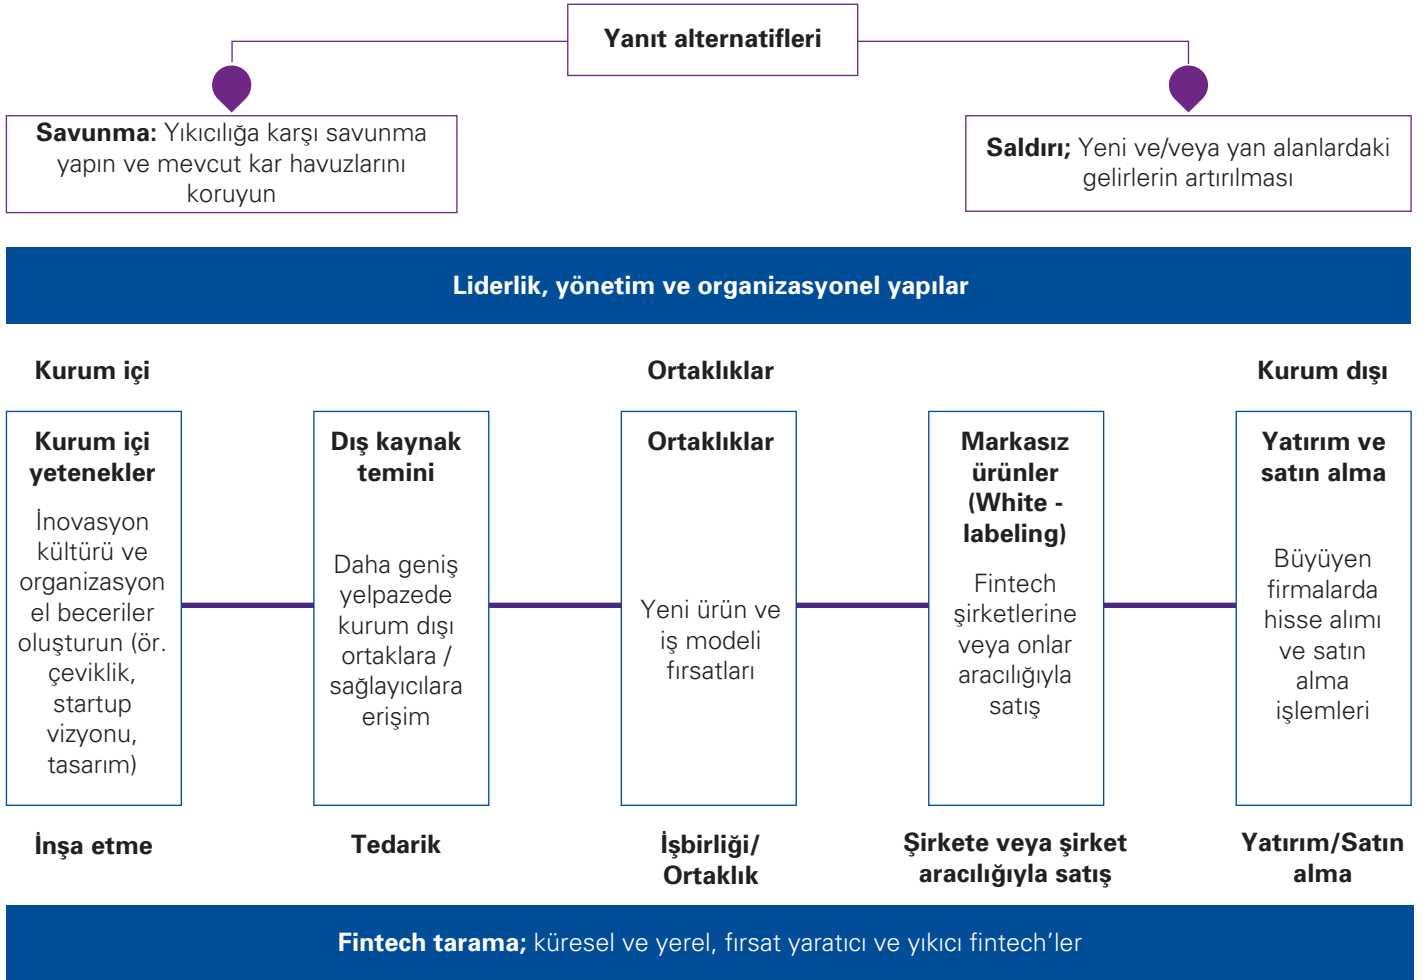 Yanıt alternatifleri
Savunma: Yıkıcılığa karşı savunma
yapın ve mevcut kar havuzlarını
koruyun
Saldırı; Yeni ve/veya yan alanlardaki
gelirlerin artırılması
Liderlik, yönetim ve organizasyonel yapılar
Kurum içi
Ortaklıklar
Kurum dışı
Kurum içi
yetenekler
İnovasyon
kültürü ve
organizasyon
el beceriler
oluşturun (ör.
çeviklik,
startup
vizyonu,
tasarım)
Dış kaynak
temini
Daha geniş
yelpazede
kurum dışı
ortaklara /
sağlayıcılara
erişim
Ortaklıklar
Yeni ürün ve
iş modeli
fırsatları
Markasız
ürünler
(White -
labeling)
Fintech
şirketlerine
veya onlar
aracılığıyla
satış
Yatırım ve
satın alma
Büyüyen
firmalarda
hisse alımı
ve satın
alma
işlemleri
İnşa etme
Tedarik
İşbirliği/
Ortaklık
Şirkete veya şirket
aracılığıyla satış
Yatırım/Satın
alma
Fintech tarama; küresel ve yerel, fırsat yaratıcı ve yıkıcı fintech’ler